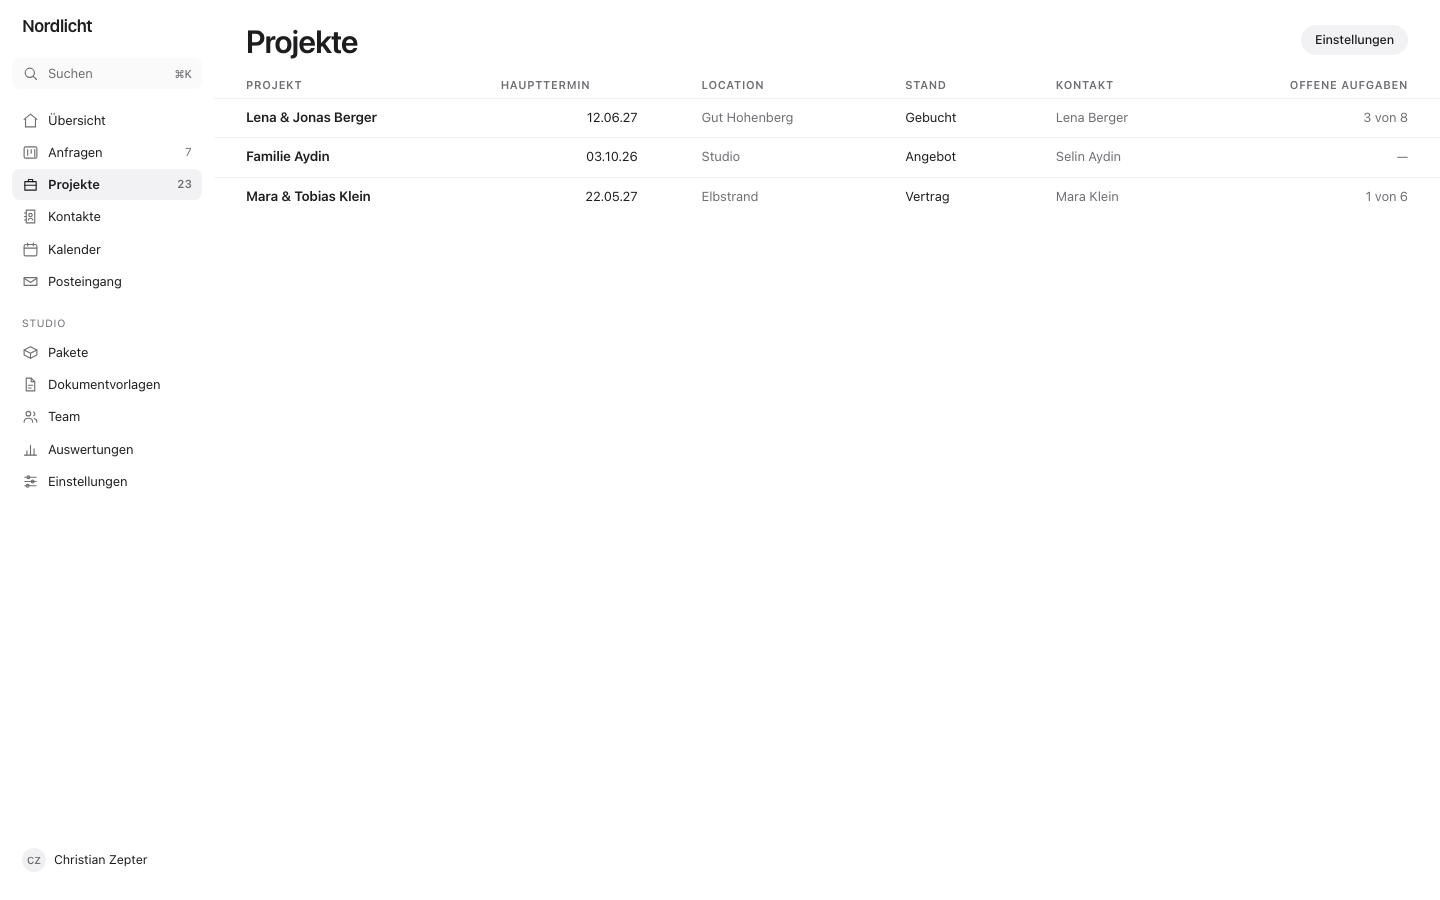 Nordlicht
Suchen ⌘K
Übersicht
Anfragen 7
Projekte 23
Kontakte
Kalender
Posteingang
STUDIO
Pakete
Dokumentvorlagen
Team
Auswertungen
Einstellungen
CZ Christian Zepter
Projekte
Einstellungen
PROJEKT HAUPTTERMIN LOCATION STAND KONTAKT OFFENE AUFGABEN
Lena & Jonas Berger 12.06.27 Gut Hohenberg Gebucht Lena Berger 3 von 8
Familie Aydin 03.10.26 Studio Angebot Selin Aydin —
Mara & Tobias Klein 22.05.27 Elbstrand Vertrag Mara Klein 1 von 6